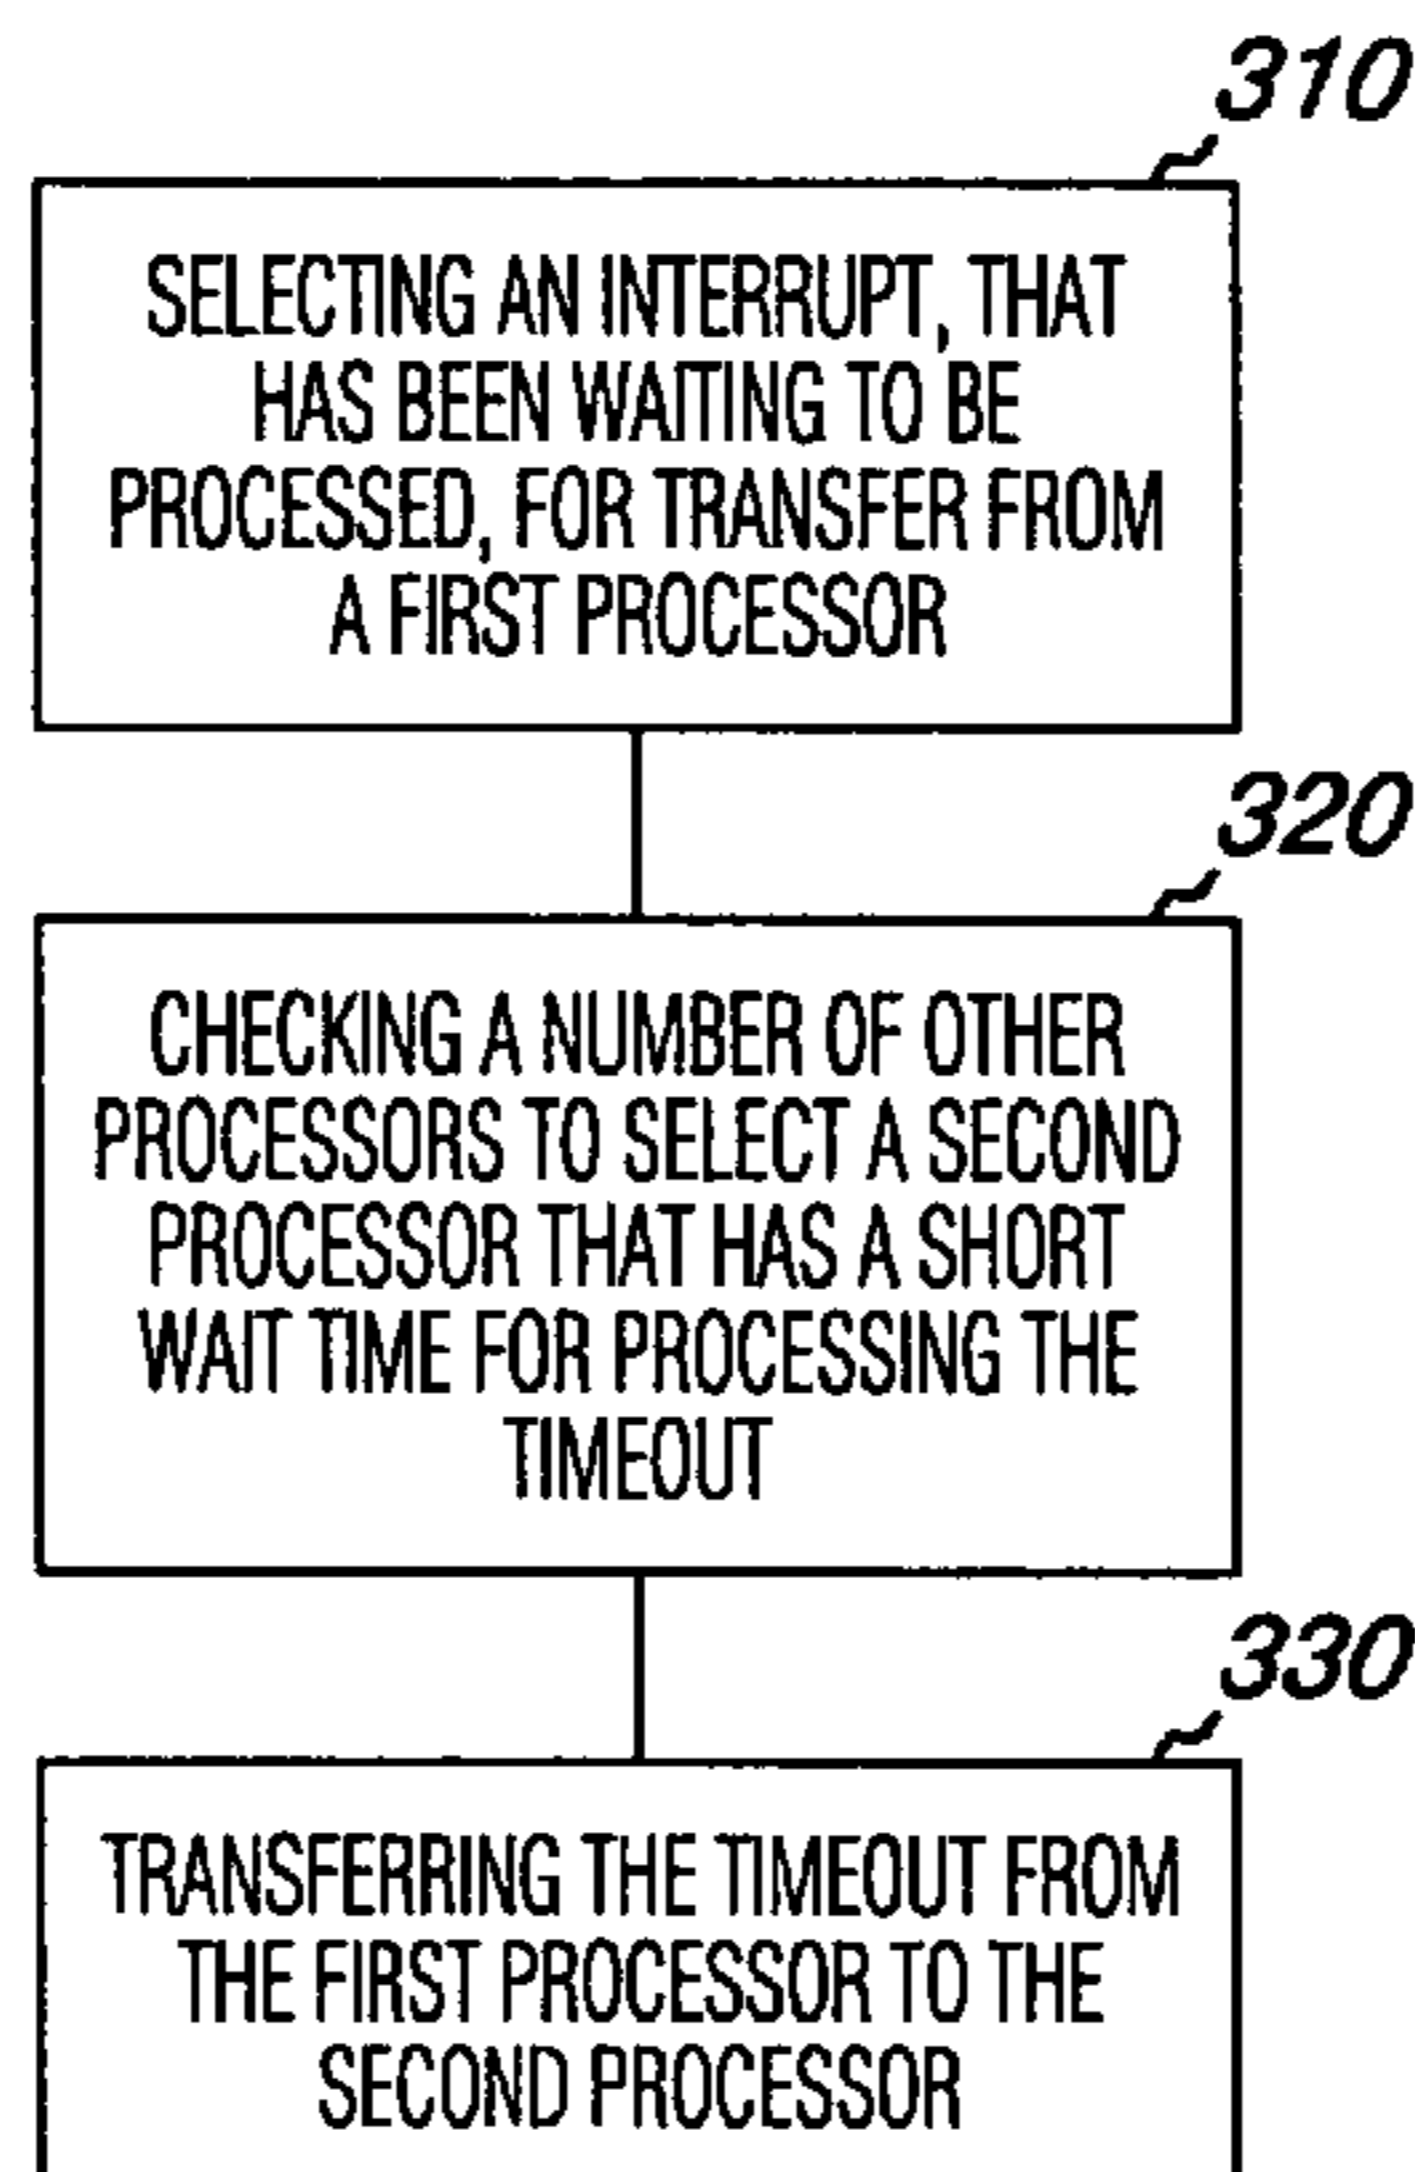 310
SELECTING AN INTERRUPT, THAT
HAS BEEN WAITING TO BE
PROCESSED, FOR TRANSFER FROM
A FIRST PROCESSOR
320
CHECKING A NUMBER OF OTHER
PROCESSORS TO SELECT A SECOND
PROCESSOR THAT HAS A SHORT
WAIT TIME FOR PROCESSING THE
TIMEOUT
330
TRANSFERRING THE TIMEOUT FROM
THE FIRST PROCESSOR TO THE
SECOND PROCESSOR